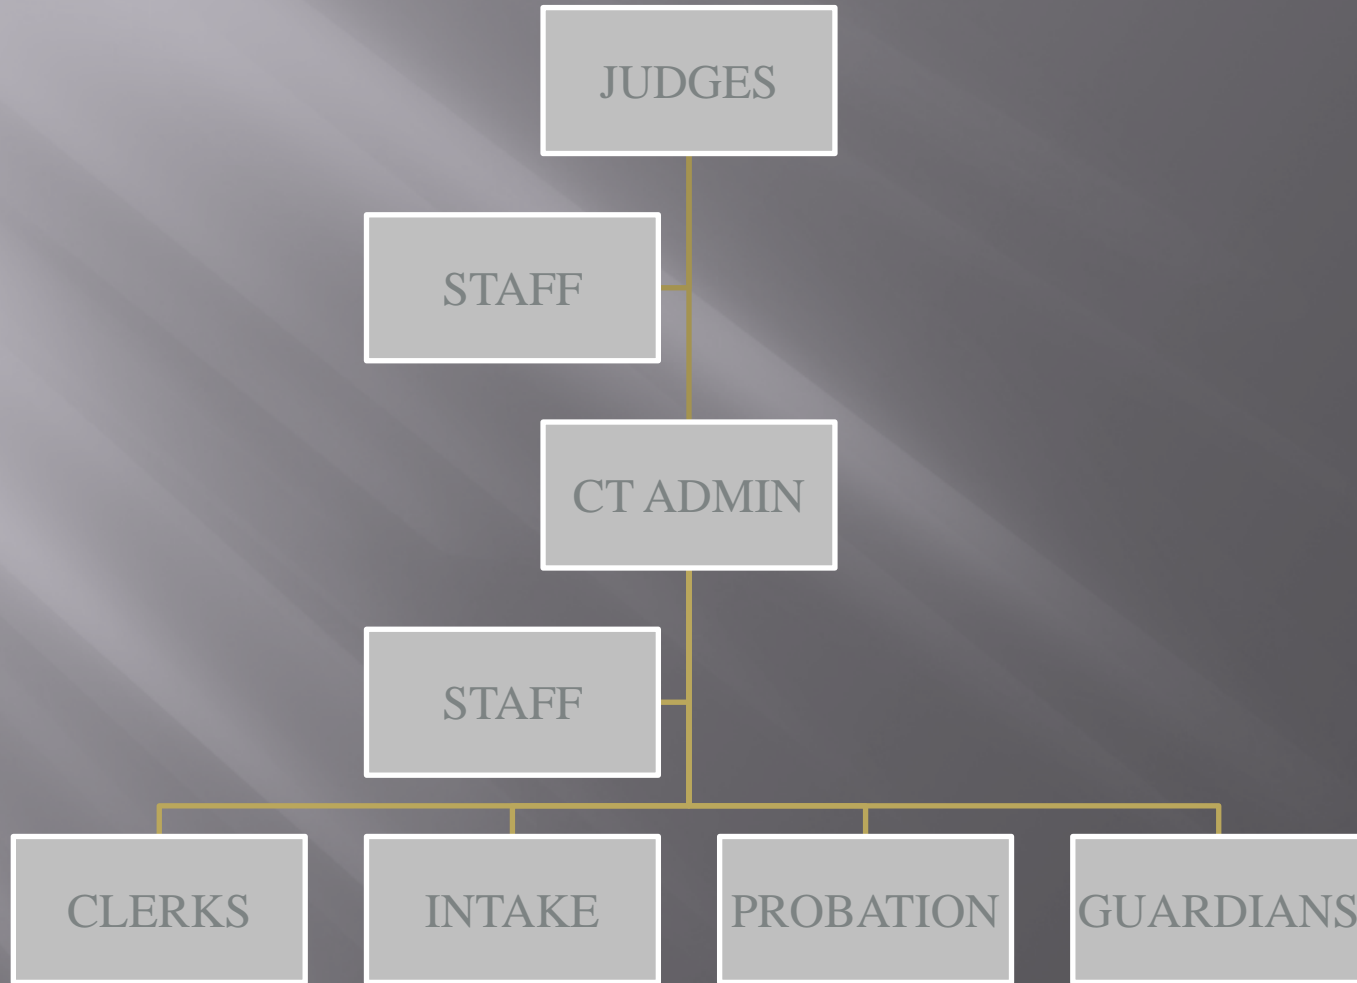 JUDGES
STAFF
CT ADMIN
STAFF
CLERKS
INTAKE
PROBATION
GUARDIANS